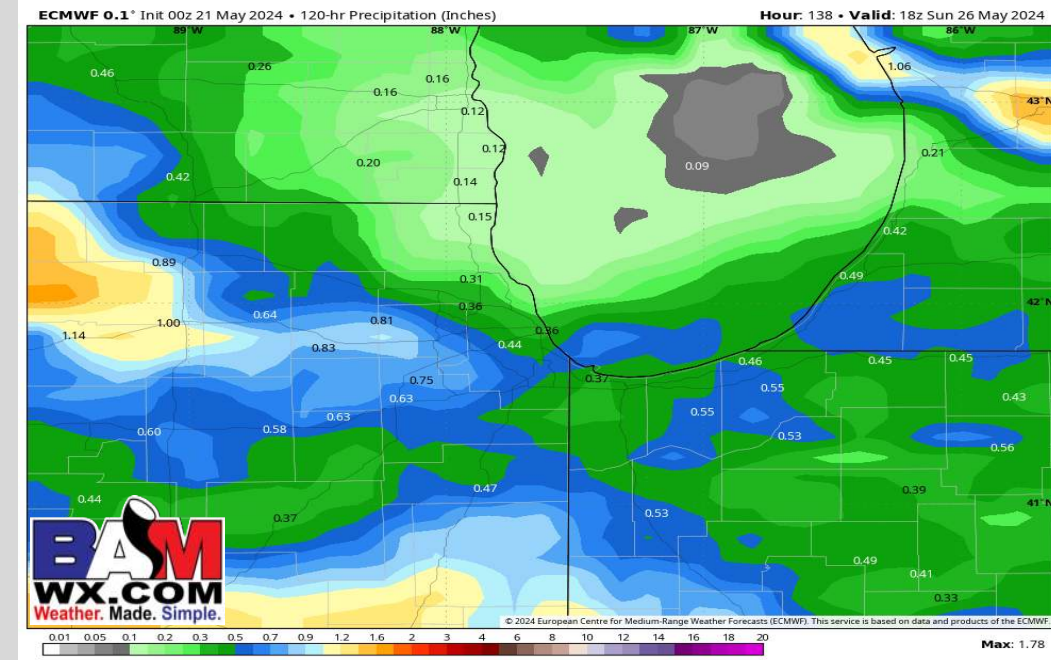 ECMWF 0.1° Init 00z 21 May 2024 • 120-hr Precipitation (Inches) Hour: 138 • Valid: 18z Sun 26 May 2024
89°W 88°W 87°W 86°W
0.46 0.26 0.16 1.06
0.16 43°N
0.12
0.20 0.12 0.09 0.21
0.42 0.14
0.15
0.42
0.89
0.31 0.49
0.64 0.36 42°N
1.14 1.00 0.81 0.36
0.83 0.44
0.46 0.45 0.45
0.75 0.37
0.63 0.55 0.43
0.63 0.55
0.60 0.58 0.53
0.56
0.44 0.47 0.39
41°N
0.37 0.53
BAM
WX.COM
Weather. Made. Simple.
0.49
0.41
0.33
© 2024 European Centre for Medium-Range Weather Forecasts (ECMWF). This service is based on data and products of the ECMWF.
0.01 0.05 0.1 0.2 0.3 0.5 0.7 0.9 1.2 1.6 2 3 4 6 8 10 12 14 16 18 20
Max: 1.78